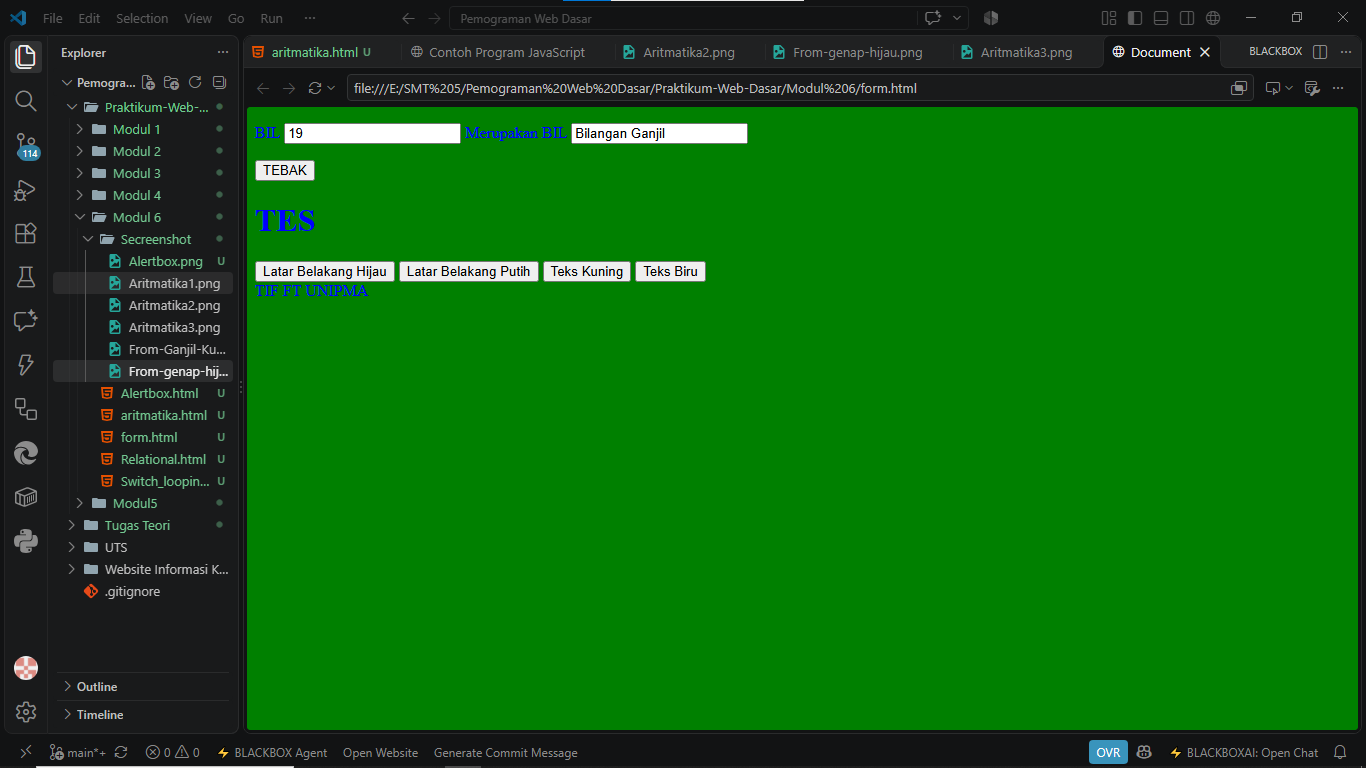 File Edit Selection View Go Run ··· Pemograman Web Dasar
Explorer ···
Pemogra...
Praktikum-Web-...
Modul 1
Modul 2
Modul 3
Modul 4
Modul 6
Secreenshot
Alertbox.png U
Aritmatika1.png
Aritmatika2.png
Aritmatika3.png
From-Ganjil-Ku...
From-genap-hij...
Alertbox.html U
aritmatika.html U
form.html U
Relational.html U
Switch_loopin... U
Modul5
Tugas Teori
UTS
Website Informasi K...
.gitignore
Outline
Timeline
114
aritmatika.html U Contoh Program JavaScript Aritmatika2.png From-genap-hijau.png Aritmatika3.png Document BLACKBOX ···
file:///E:/SMT%205/Pemograman%20Web%20Dasar/Praktikum-Web-Dasar/Modul%206/form.html ···
BIL 19 Merupakan BIL Bilangan Ganjil
TEBAK
TES
Latar Belakang Hijau Latar Belakang Putih Teks Kuning Teks Biru
TIF FT UNIPMA
main*+ 0 0 BLACKBOX Agent Open Website Generate Commit Message OVR BLACKBOXAI: Open Chat